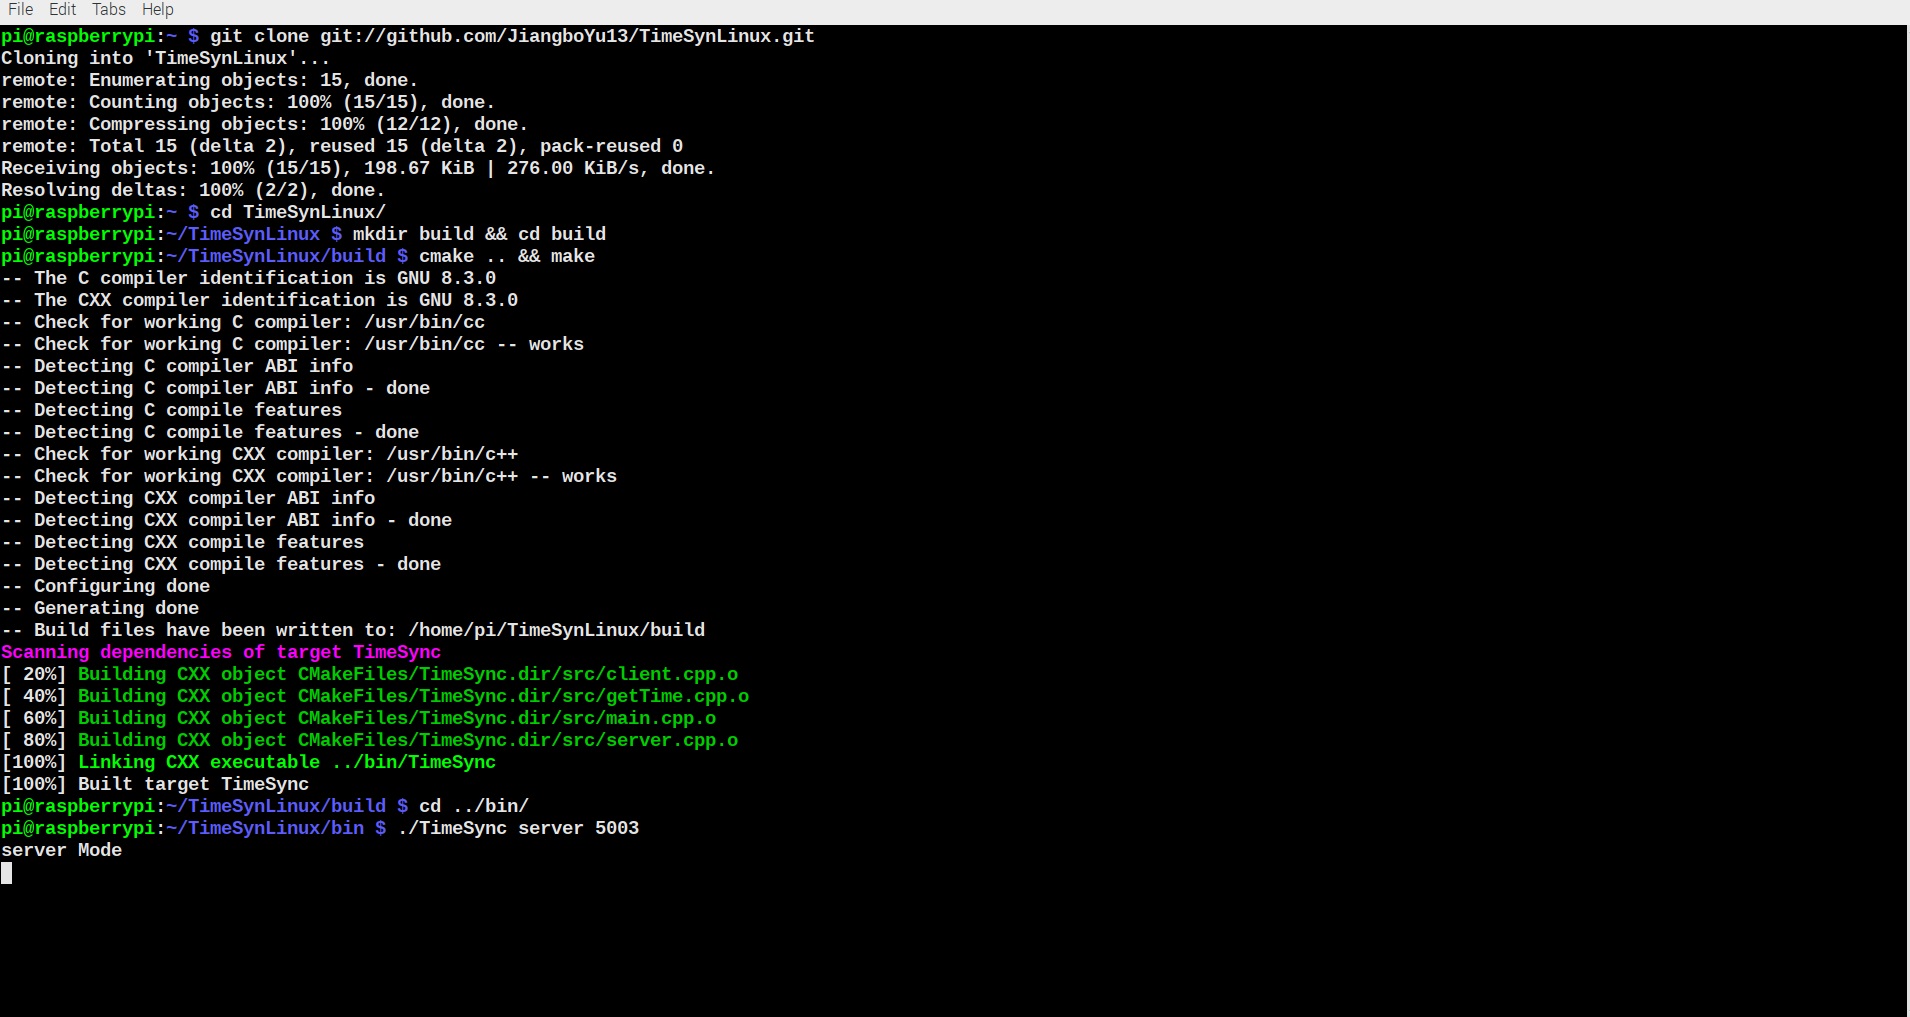 File Edit Tabs Help
pi@raspberrypi:~ $ git clone git://github.com/JiangboYu13/TimeSynLinux.git
Cloning into 'TimeSynLinux'...
remote: Enumerating objects: 15, done.
remote: Counting objects: 100% (15/15), done.
remote: Compressing objects: 100% (12/12), done.
remote: Total 15 (delta 2), reused 15 (delta 2), pack-reused 0
Receiving objects: 100% (15/15), 198.67 KiB | 276.00 KiB/s, done.
Resolving deltas: 100% (2/2), done.
pi@raspberrypi:~ $ cd TimeSynLinux/
pi@raspberrypi:~/TimeSynLinux $ mkdir build && cd build
pi@raspberrypi:~/TimeSynLinux/build $ cmake .. && make
-- The C compiler identification is GNU 8.3.0
-- The CXX compiler identification is GNU 8.3.0
-- Check for working C compiler: /usr/bin/cc
-- Check for working C compiler: /usr/bin/cc -- works
-- Detecting C compiler ABI info
-- Detecting C compiler ABI info - done
-- Detecting C compile features
-- Detecting C compile features - done
-- Check for working CXX compiler: /usr/bin/c++
-- Check for working CXX compiler: /usr/bin/c++ -- works
-- Detecting CXX compiler ABI info
-- Detecting CXX compiler ABI info - done
-- Detecting CXX compile features
-- Detecting CXX compile features - done
-- Configuring done
-- Generating done
-- Build files have been written to: /home/pi/TimeSynLinux/build
Scanning dependencies of target TimeSync
[ 20%] Building CXX object CMakeFiles/TimeSync.dir/src/client.cpp.o
[ 40%] Building CXX object CMakeFiles/TimeSync.dir/src/getTime.cpp.o
[ 60%] Building CXX object CMakeFiles/TimeSync.dir/src/main.cpp.o
[ 80%] Building CXX object CMakeFiles/TimeSync.dir/src/server.cpp.o
[100%] Linking CXX executable ../bin/TimeSync
[100%] Built target TimeSync
pi@raspberrypi:~/TimeSynLinux/build $ cd ../bin/
pi@raspberrypi:~/TimeSynLinux/bin $ ./TimeSync server 5003
server Mode